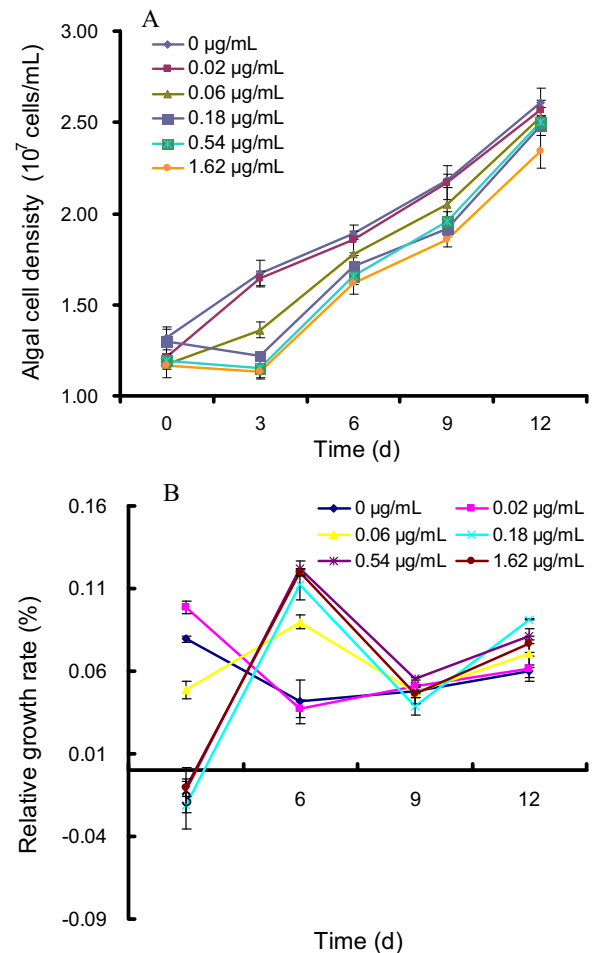 A
3.00
2.50
2.00
1.50
1.00
Algal cell densisty (10⁷ cells/mL)
0 µg/mL
0.02 µg/mL
0.06 µg/mL
0.18 µg/mL
0.54 µg/mL
1.62 µg/mL
0 3 6 9 12
Time (d)
B
0.16
0.11
0.06
0.01
-0.04
-0.09
Relative growth rate (%)
0 µg/mL 0.02 µg/mL
0.06 µg/mL 0.18 µg/mL
0.54 µg/mL 1.62 µg/mL
3 6 9 12
Time (d)